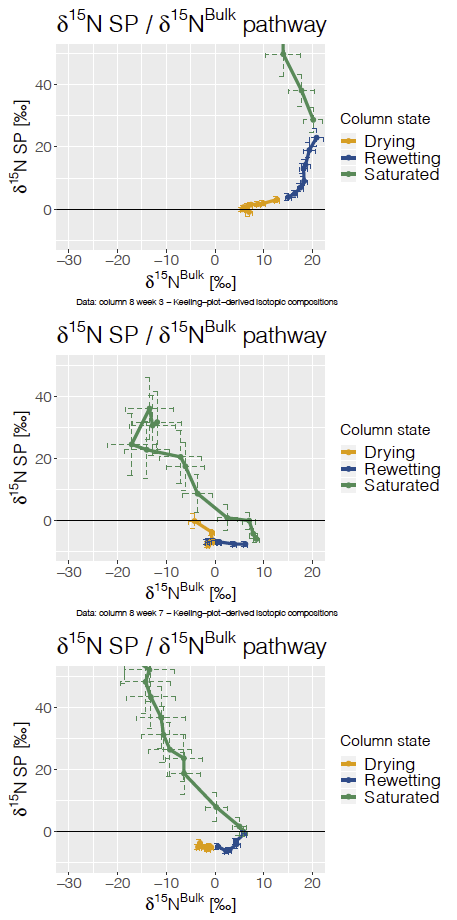 δ¹⁵N SP / δ¹⁵Nᴮᵘˡᵏ pathway
40
20
0
δ¹⁵N SP [‰]
−30 −20 −10 0 10 20
δ¹⁵Nᴮᵘˡᵏ [‰]
Column state
Drying
Rewetting
Saturated
Data: column 8 week 3 − Keeling−plot−derived isotopic compositions
δ¹⁵N SP / δ¹⁵Nᴮᵘˡᵏ pathway
40
20
0
δ¹⁵N SP [‰]
−30 −20 −10 0 10 20
δ¹⁵Nᴮᵘˡᵏ [‰]
Column state
Drying
Rewetting
Saturated
Data: column 8 week 7 − Keeling−plot−derived isotopic compositions
δ¹⁵N SP / δ¹⁵Nᴮᵘˡᵏ pathway
40
20
0
δ¹⁵N SP [‰]
−30 −20 −10 0 10 20
δ¹⁵Nᴮᵘˡᵏ [‰]
Column state
Drying
Rewetting
Saturated